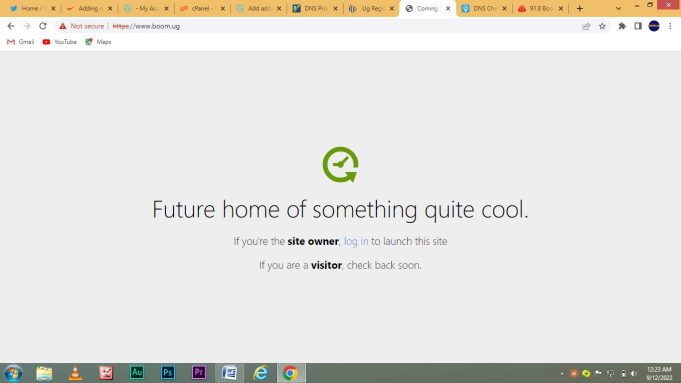 Home / T
Adding a
- My Acc
cPanel -
Add add
DNS Prop
.Ug Regi
Coming
DNS Che
91.8 Boo
Not secure | https://www.boom.ug
Gmail YouTube Maps
Future home of something quite cool.
If you're the site owner, log in to launch this site
If you are a visitor, check back soon.
Au Ps Pr
12:23 AM
9/12/2022